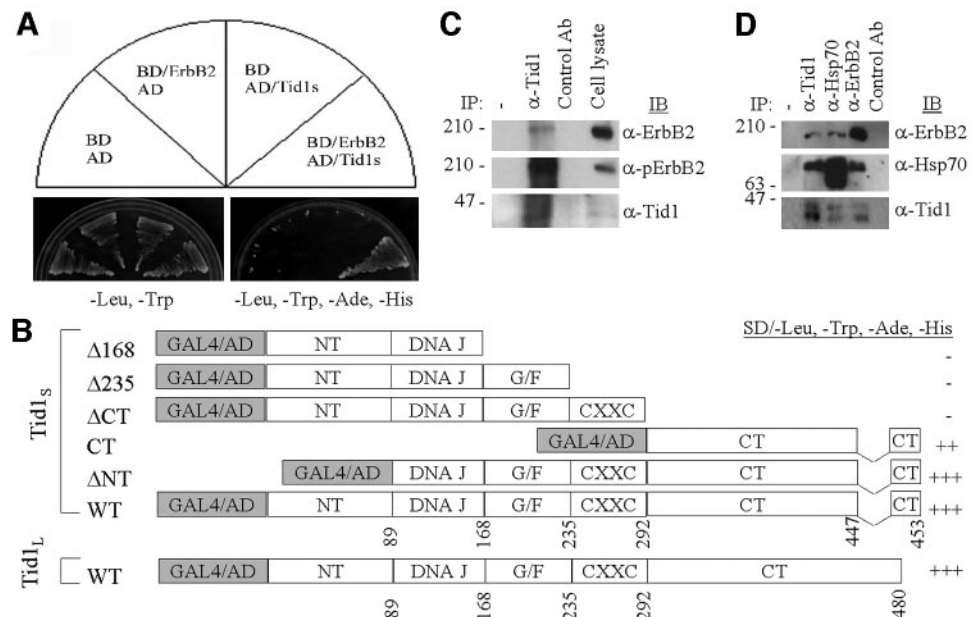 A
BD/ErbB2
AD
BD
AD/Tid1s
BD
AD
BD/ErbB2
AD/Tid1s
-Leu, -Trp
-Leu, -Trp, -Ade, -His
C
IP: - α-Tid1 Control Ab Cell lysate IB
210 - α-ErbB2
210 - α-pErbB2
47 - α-Tid1
D
IP: - α-Tid1 α-Hsp70 α-ErbB2 Control Ab IB
210 - α-ErbB2
α-Hsp70
63 -
47 -
α-Tid1
B
SD/-Leu, -Trp, -Ade, -His
Tid1S
Δ168 GAL4/AD NT DNA J -
Δ235 GAL4/AD NT DNA J G/F -
ΔCT GAL4/AD NT DNA J G/F CXXC -
CT GAL4/AD CT CT ++
ΔNT GAL4/AD DNA J G/F CXXC CT CT +++
WT GAL4/AD NT DNA J G/F CXXC CT CT +++
89 168 235 292 447 453
Tid1L
WT GAL4/AD NT DNA J G/F CXXC CT +++
89 168 235 292 480